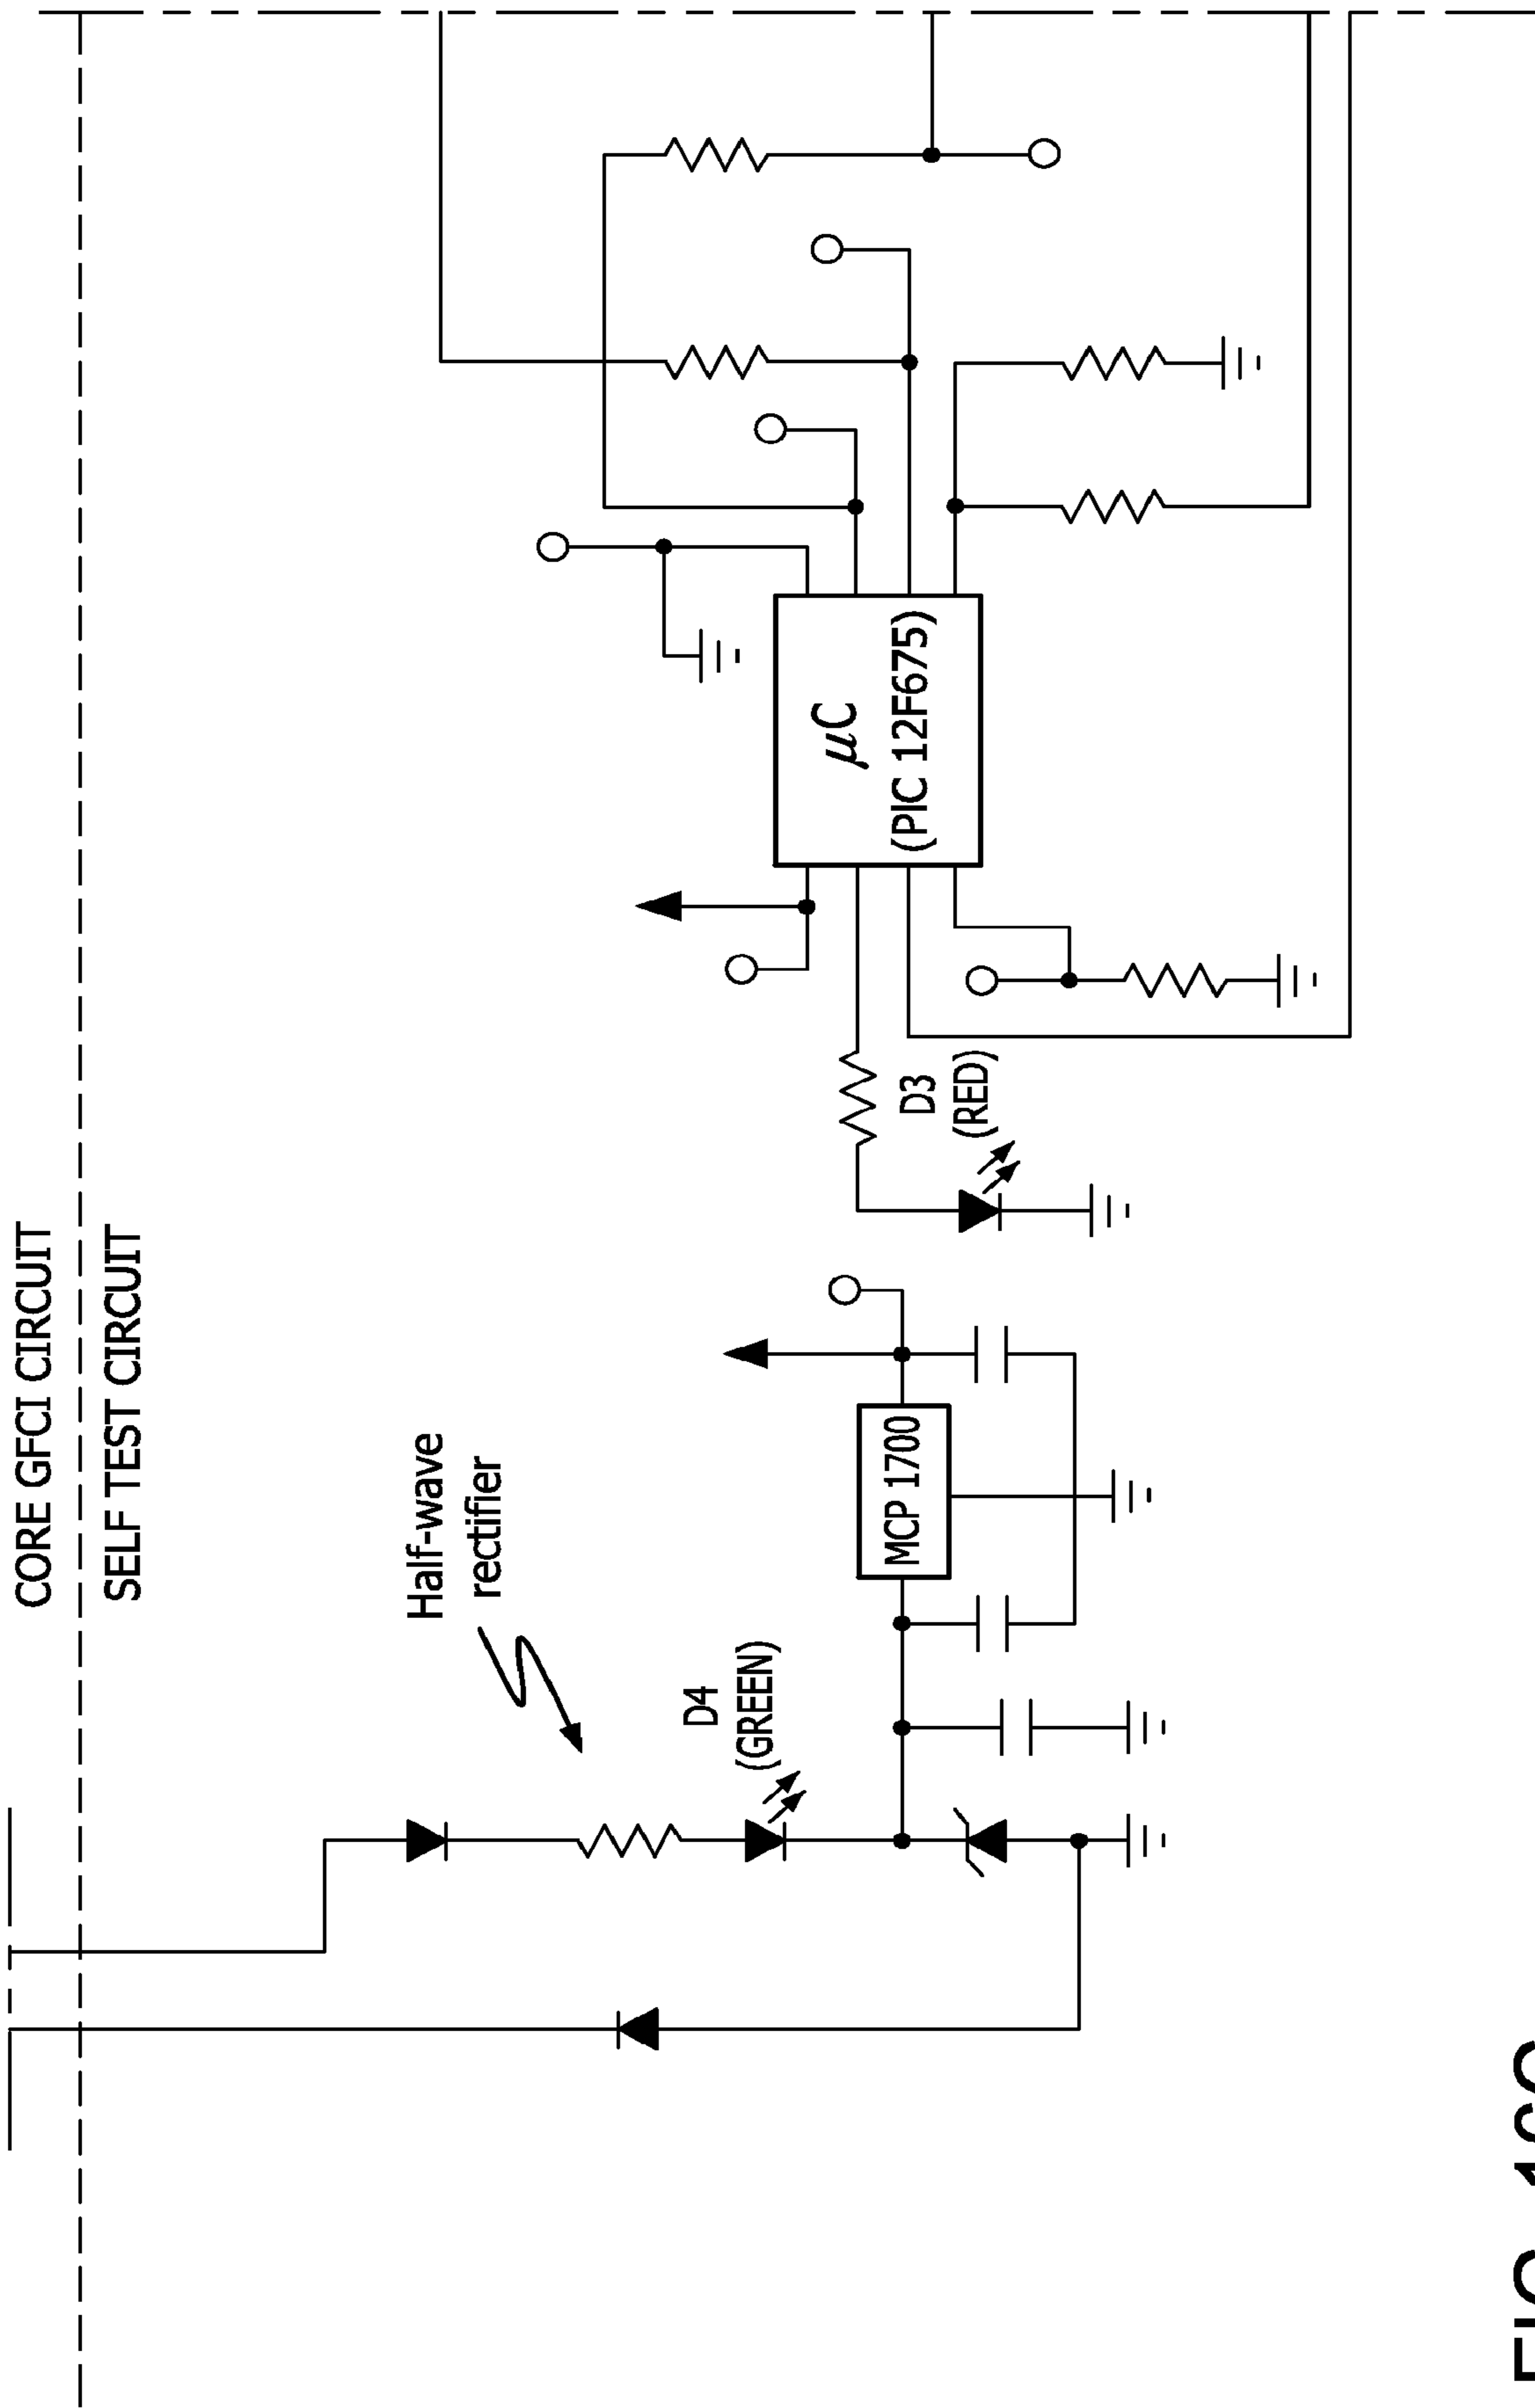 CORE GFCI CIRCUIT
SELF TEST CIRCUIT
Half-wave
rectifier
D4
(GREEN)
MCP 1700
D3
(RED)
μC
(PIC 12F675)